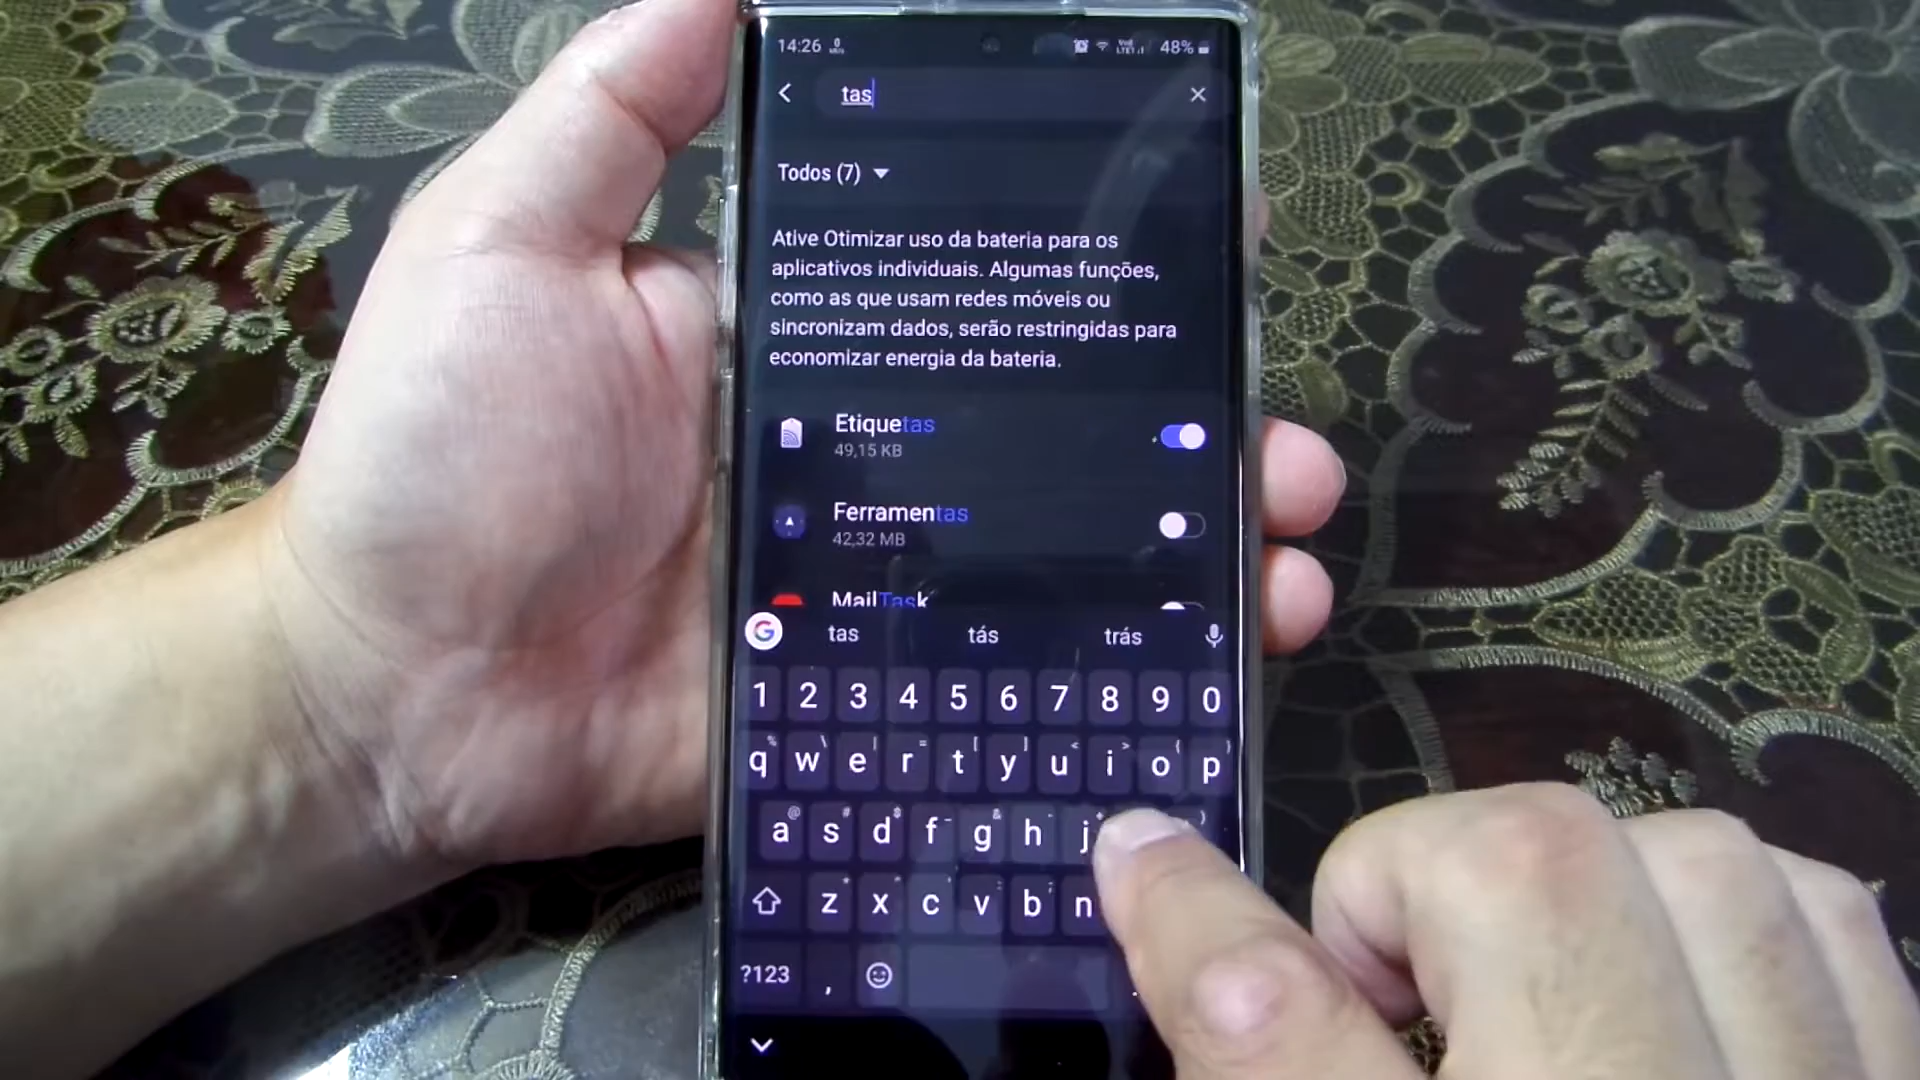 14:26 48%
tas
Todos (7)
Ative Otimizar uso da bateria para os
aplicativos individuais. Algumas funções,
como as que usam redes móveis ou
sincronizam dados, serão restringidas para
economizar energia da bateria.
Etiquetas
49,15 KB
Ferramentas
42,32 MB
MailTask
G tas tás trás
1 2 3 4 5 6 7 8 9 0
q w e r t y u i o p
a s d f g h j
z x c v b n
?123 ,